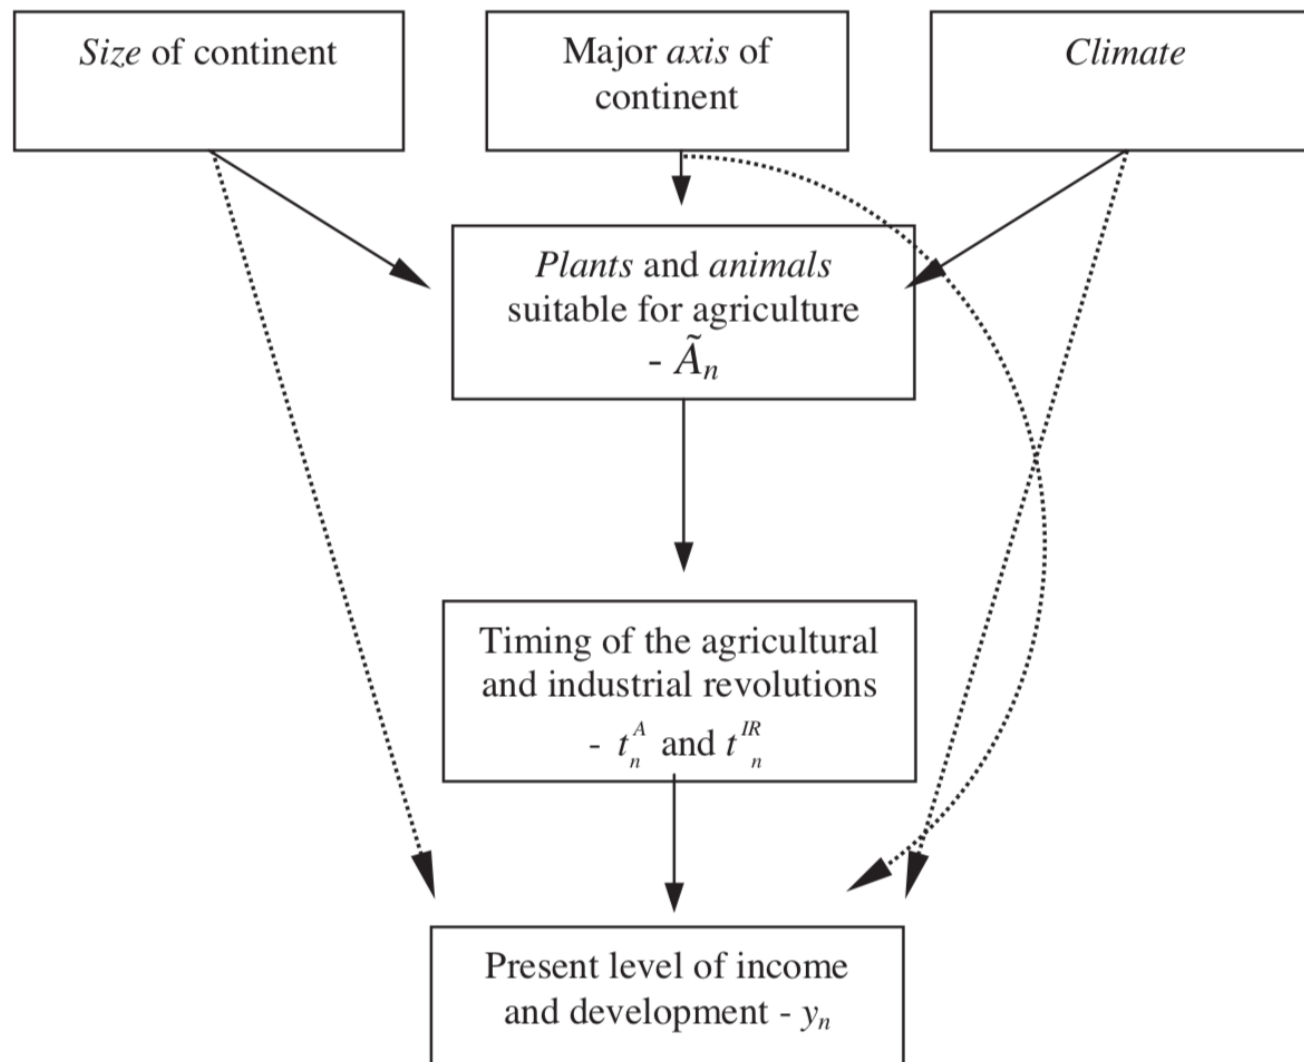 Size of continent
Major axis of
continent
Climate
Plants and animals
suitable for agriculture
- Ãₙ
Timing of the agricultural
and industrial revolutions
- tₙᴬ and tₙᴵᴿ
Present level of income
and development - yₙ